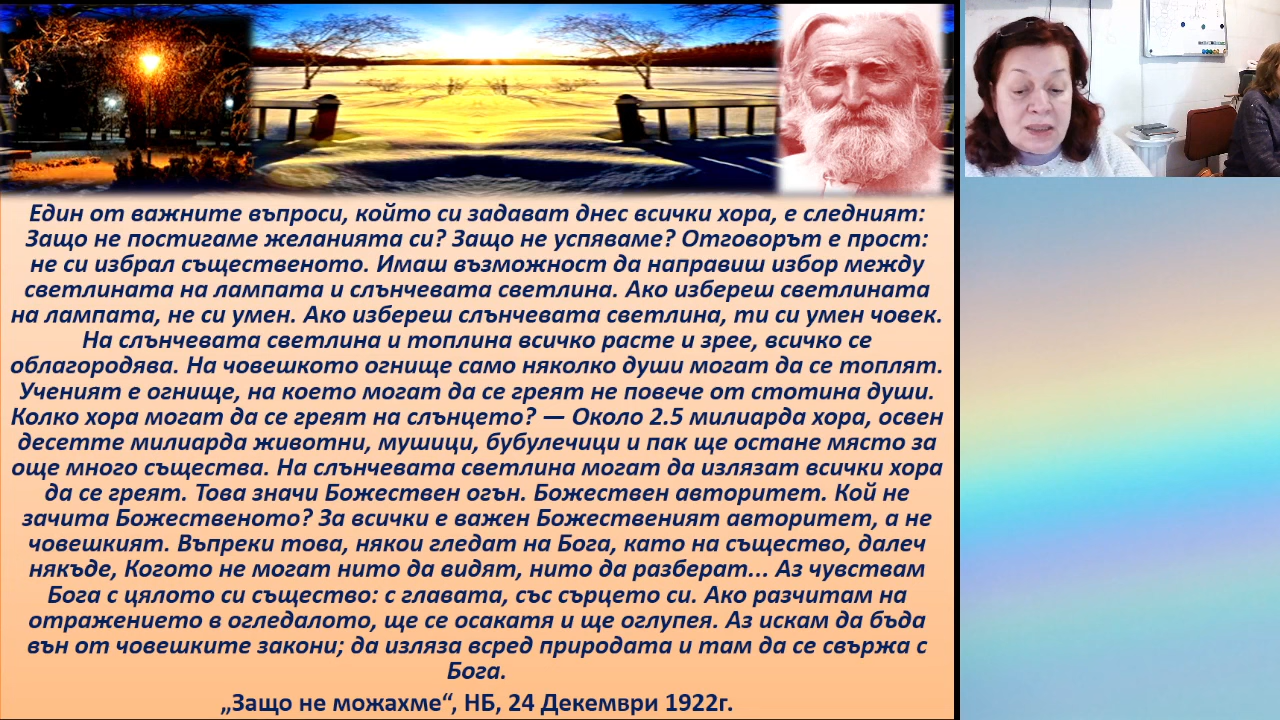 Един от важните въпроси, който си задават днес всички хора, е следният:
Защо не постигаме желанията си? Защо не успяваме? Отговорът е прост:
не си избрал същественото. Имаш възможност да направиш избор между
светлината на лампата и слънчевата светлина. Ако избереш светлината
на лампата, не си умен. Ако избереш слънчевата светлина, ти си умен човек.
На слънчевата светлина и топлина всичко расте и зрее, всичко се
облагородява. На човешкото огнище само няколко души могат да се топлят.
Ученият е огнище, на което могат да се греят не повече от стотина души.
Колко хора могат да се греят на слънцето? — Около 2.5 милиарда хора, освен
десетте милиарда животни, мушици, бубулечици и пак ще остане място за
още много същества. На слънчевата светлина могат да излязат всички хора
да се греят. Това значи Божествен огън. Божествен авторитет. Кой не
зачита Божественото? За всички е важен Божественият авторитет, а не
човешкият. Въпреки това, някои гледат на Бога, като на същество, далеч
някъде, Когото не могат нито да видят, нито да разберат... Аз чувствам
Бога с цялото си същество: с главата, със сърцето си. Ако разчитам на
отражението в огледалото, ще се осакатя и ще оглупея. Аз искам да бъда
вън от човешките закони; да изляза всред природата и там да се свържа с
Бога.
„Защо не можахме“, НБ, 24 Декември 1922г.